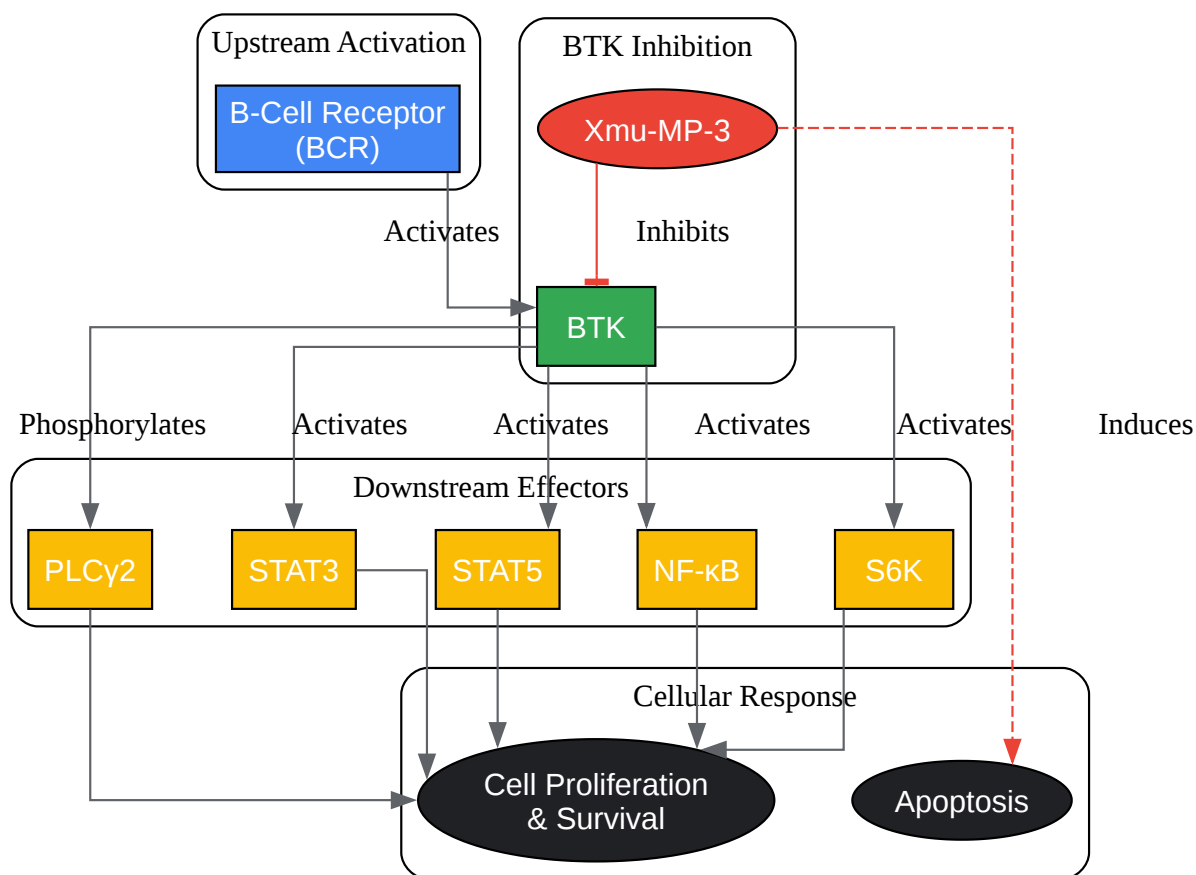 Upstream Activation
BTK Inhibition
B-Cell Receptor
(BCR)
Xmu-MP-3
Activates
Inhibits
BTK
Phosphorylates
Activates
Activates
Activates
Activates
Induces
Downstream Effectors
PLCγ2
STAT3
STAT5
NF-κB
S6K
Cellular Response
Cell Proliferation
& Survival
Apoptosis